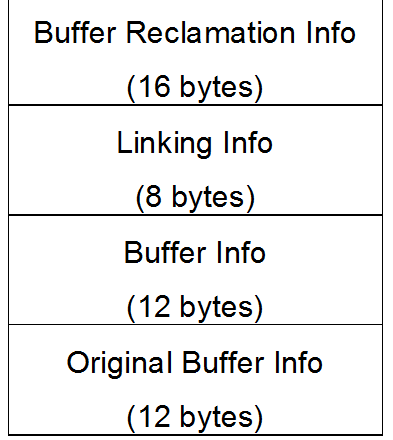 Buffer Reclamation Info
(16 bytes)
Linking Info
(8 bytes)
Buffer Info
(12 bytes)
Original Buffer Info
(12 bytes)